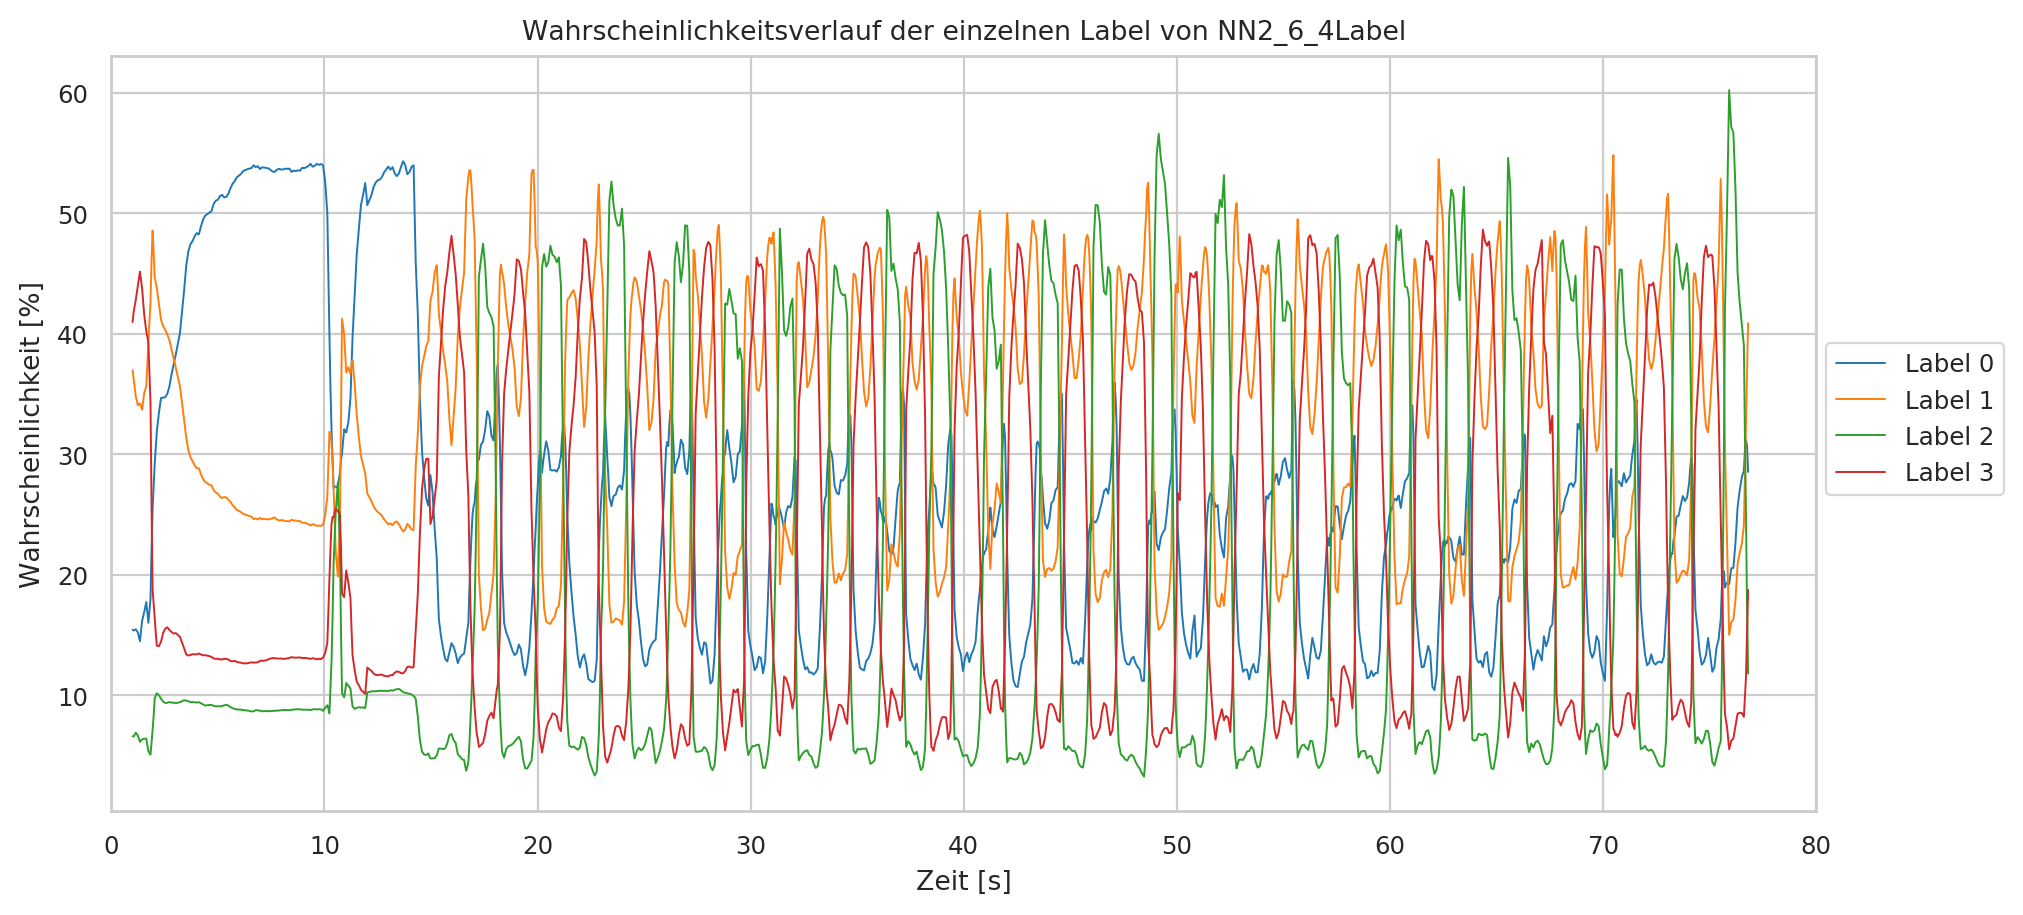 Wahrscheinlichkeitsverlauf der einzelnen Label von NN2_6_4Label
Wahrscheinlichkeit [%]
60
50
40
30
20
10
0 10 20 30 40 50 60 70 80
Zeit [s]
Label 0
Label 1
Label 2
Label 3